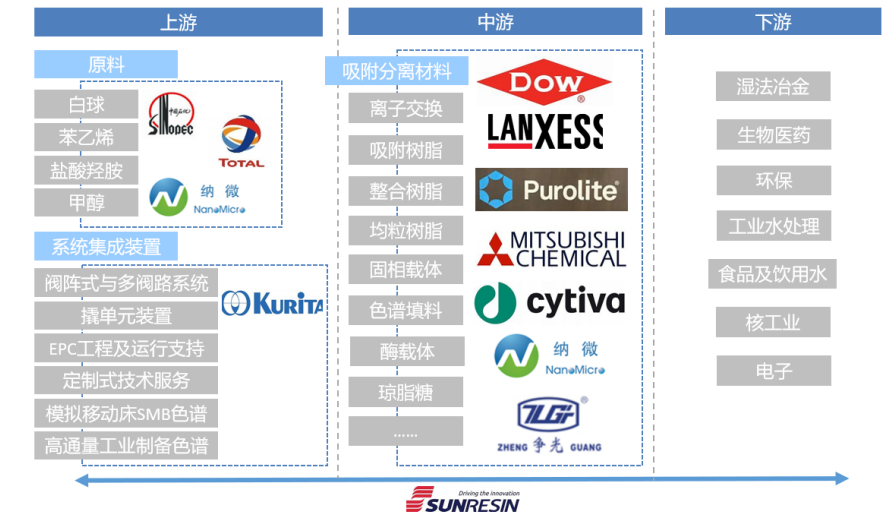 上游
中游
下游
原料
白球
苯乙烯
盐酸羟胺
甲醇
SINOPEC
TOTAL
纳微
NanoMicro
系统集成装置
阀阵式与多阀路系统
撬单元装置
EPC工程及运行支持
定制式技术服务
模拟移动床SMB色谱
高通量工业制备色谱
KURITA
吸附分离材料
离子交换
吸附树脂
整合树脂
均粒树脂
固相载体
色谱填料
酶载体
琼脂糖
......
DOW®
LANXESS
Purolite®
MITSUBISHI
CHEMICAL
cytiva
纳微
NanoMicro
ZLGF®
ZHENG 争光 GUANG
湿法冶金
生物医药
环保
工业水处理
食品及饮用水
核工业
电子
Driving the innovation
SUNRESIN